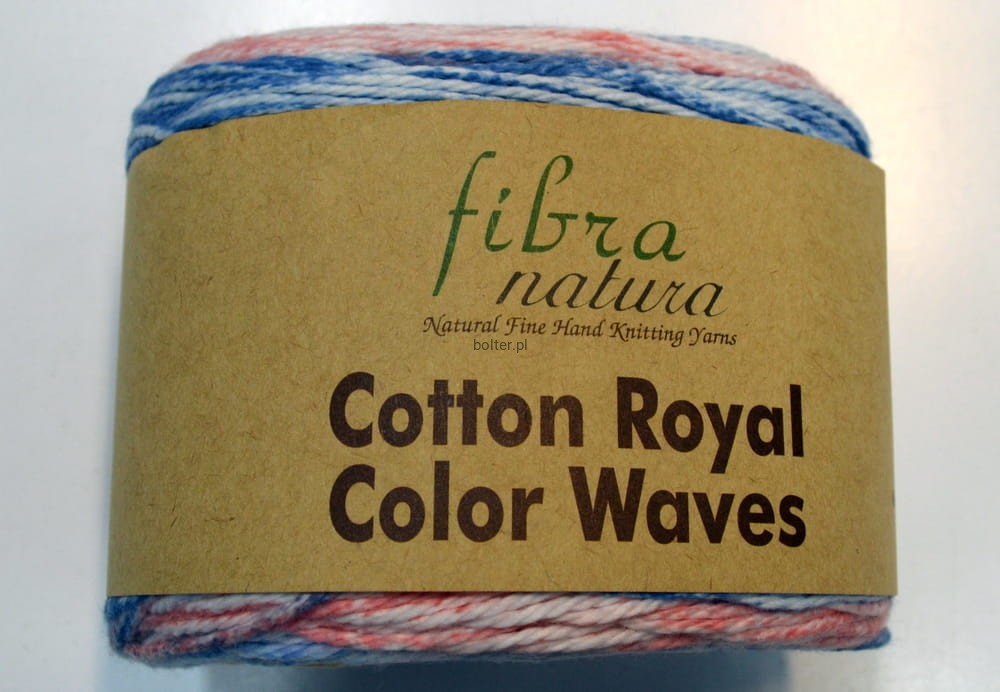 fibra
natura
Natural Fine Hand Knitting Yarns
bolter.pl
Cotton Royal
Color Waves